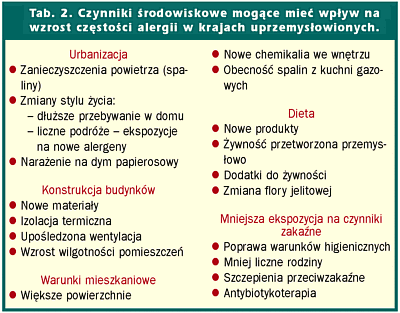 Tab. 2. Czynniki środowiskowe mogące mieć wpływ na
wzrost częstości alergii w krajach uprzemysłowionych.
Urbanizacja
● Zanieczyszczenia powietrza (spa-
liny)
● Zmiany stylu życia:
– dłuższe przebywanie w domu
– liczne podróże – ekspozycje
na nowe alergeny
● Narażenie na dym papierosowy
Konstrukcja budynków
● Nowe materiały
● Izolacja termiczna
● Upośledzona wentylacja
● Wzrost wilgotności pomieszczeń
Warunki mieszkaniowe
● Większe powierzchnie
● Nowe chemikalia we wnętrzu
● Obecność spalin z kuchni gazo-
wych
Dieta
● Nowe produkty
● Żywność przetworzona przemys-
łowo
● Dodatki do żywności
● Zmiana flory jelitowej
Mniejsza ekspozycja na czynniki
zakaźne
● Poprawa warunków higienicznych
● Mniej liczne rodziny
● Szczepienia przeciwzakaźne
● Antybiotykoterapia